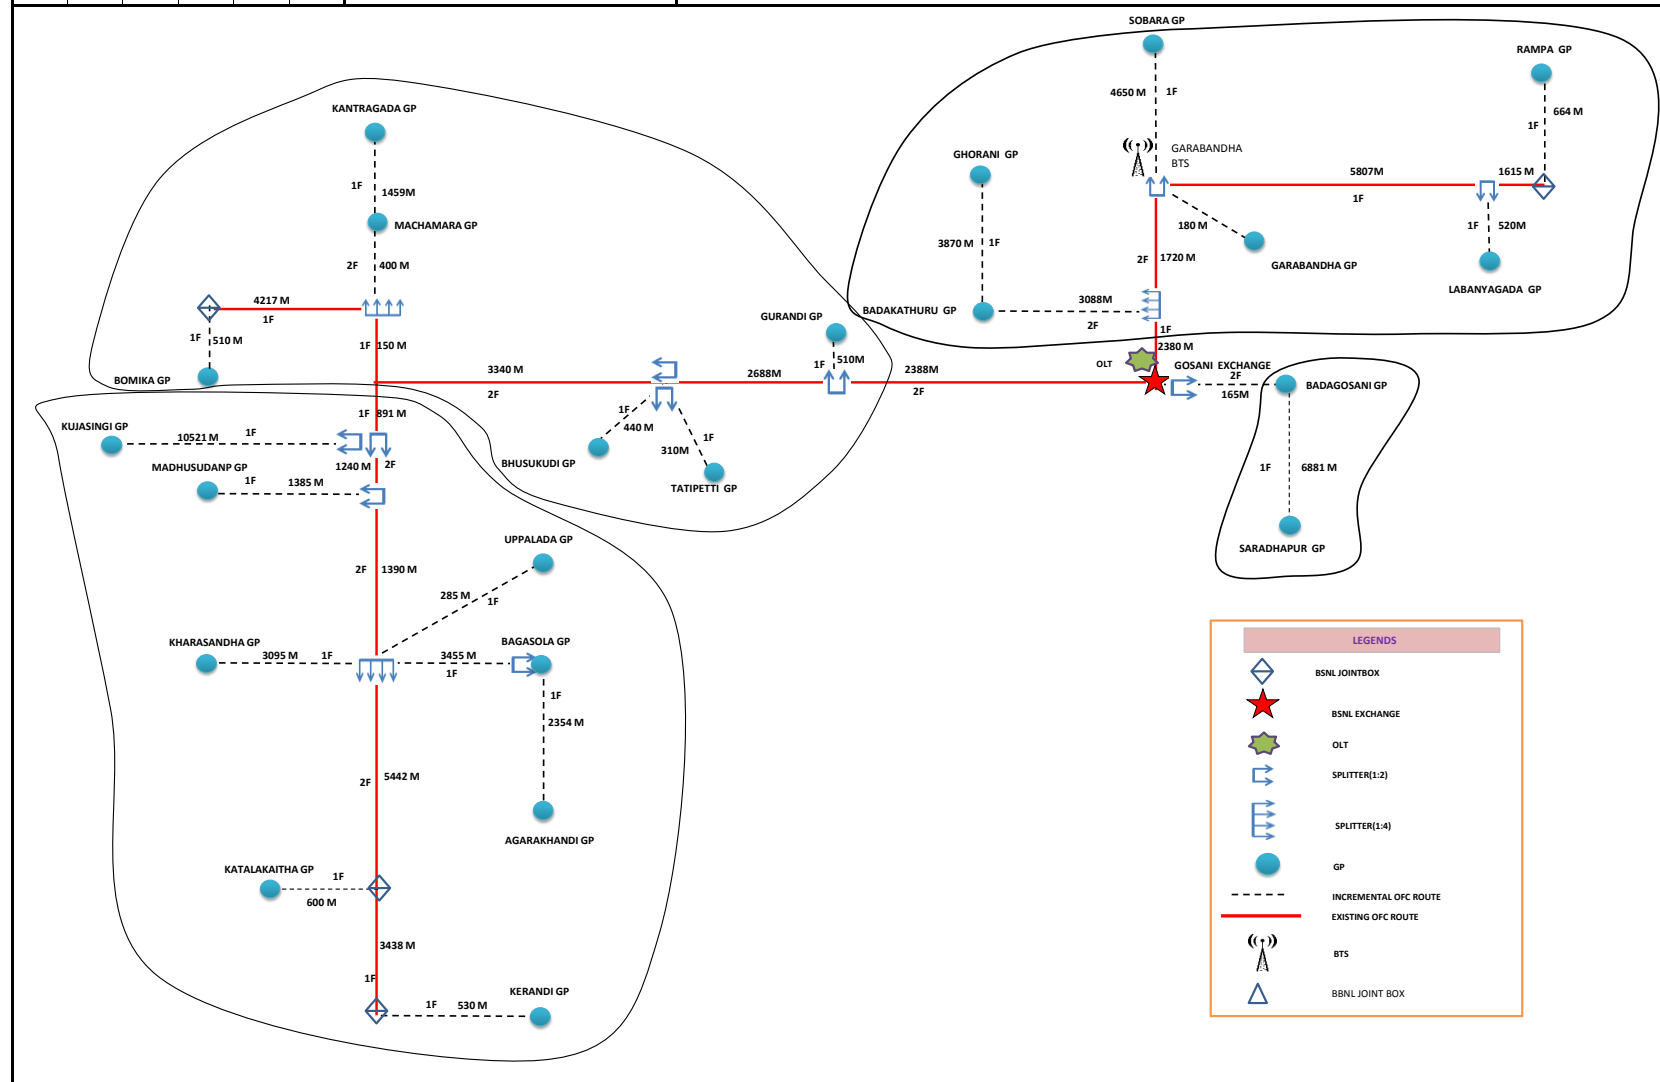 SOBARA GP
RAMPA  GP
4650 M
1F
664 M
1F
KANTRAGADA GP
GARABANDHA
BTS
GHORANI  GP
5807M
1615 M
1F
1F
1459M
180 M
1F
520M
MACHAMARA GP
3870 M
1F
2F
1720 M
GARABANDHA GP
2F
400 M
LABANYAGADA  GP
4217 M
1F
3088M
BADAKATHURU  GP
GURANDI GP
2F
1F
1F
510 M
1F
150 M
2380 M
510M
1F
OLT
GOSANI  EXCHANGE
3340 M
2688M
2388M
2F
BOMIKA GP
BADAGOSANI GP
2F
2F
165M
1F
891 M
KUJASINGI GP
10521 M
1F
1F
440 M
1F
310M
MADHUSUDANP GP
1240 M
2F
BHUSUKUDI GP
1F
6881 M
1385 M
1F
TATIPETTI  GP
UPPALADA GP
SARADHAPUR  GP
2F
1390 M
285 M
1F
KHARASANDHA GP
BAGASOLA GP
3095 M
1F
3455 M
1F
1F
2354 M
2F
5442 M
AGARAKHANDI GP
KATALAKAITHA GP
1F
600 M
3438 M
1F
KERANDI GP
1F
530 M
LEGENDS
BSNL JOINTBOX
BSNL EXCHANGE
OLT
SPLITTER(1:2)
SPLITTER(1:4)
GP
INCREMENTAL OFC ROUTE
EXISTING OFC ROUTE
BTS
BBNL JOINT BOX